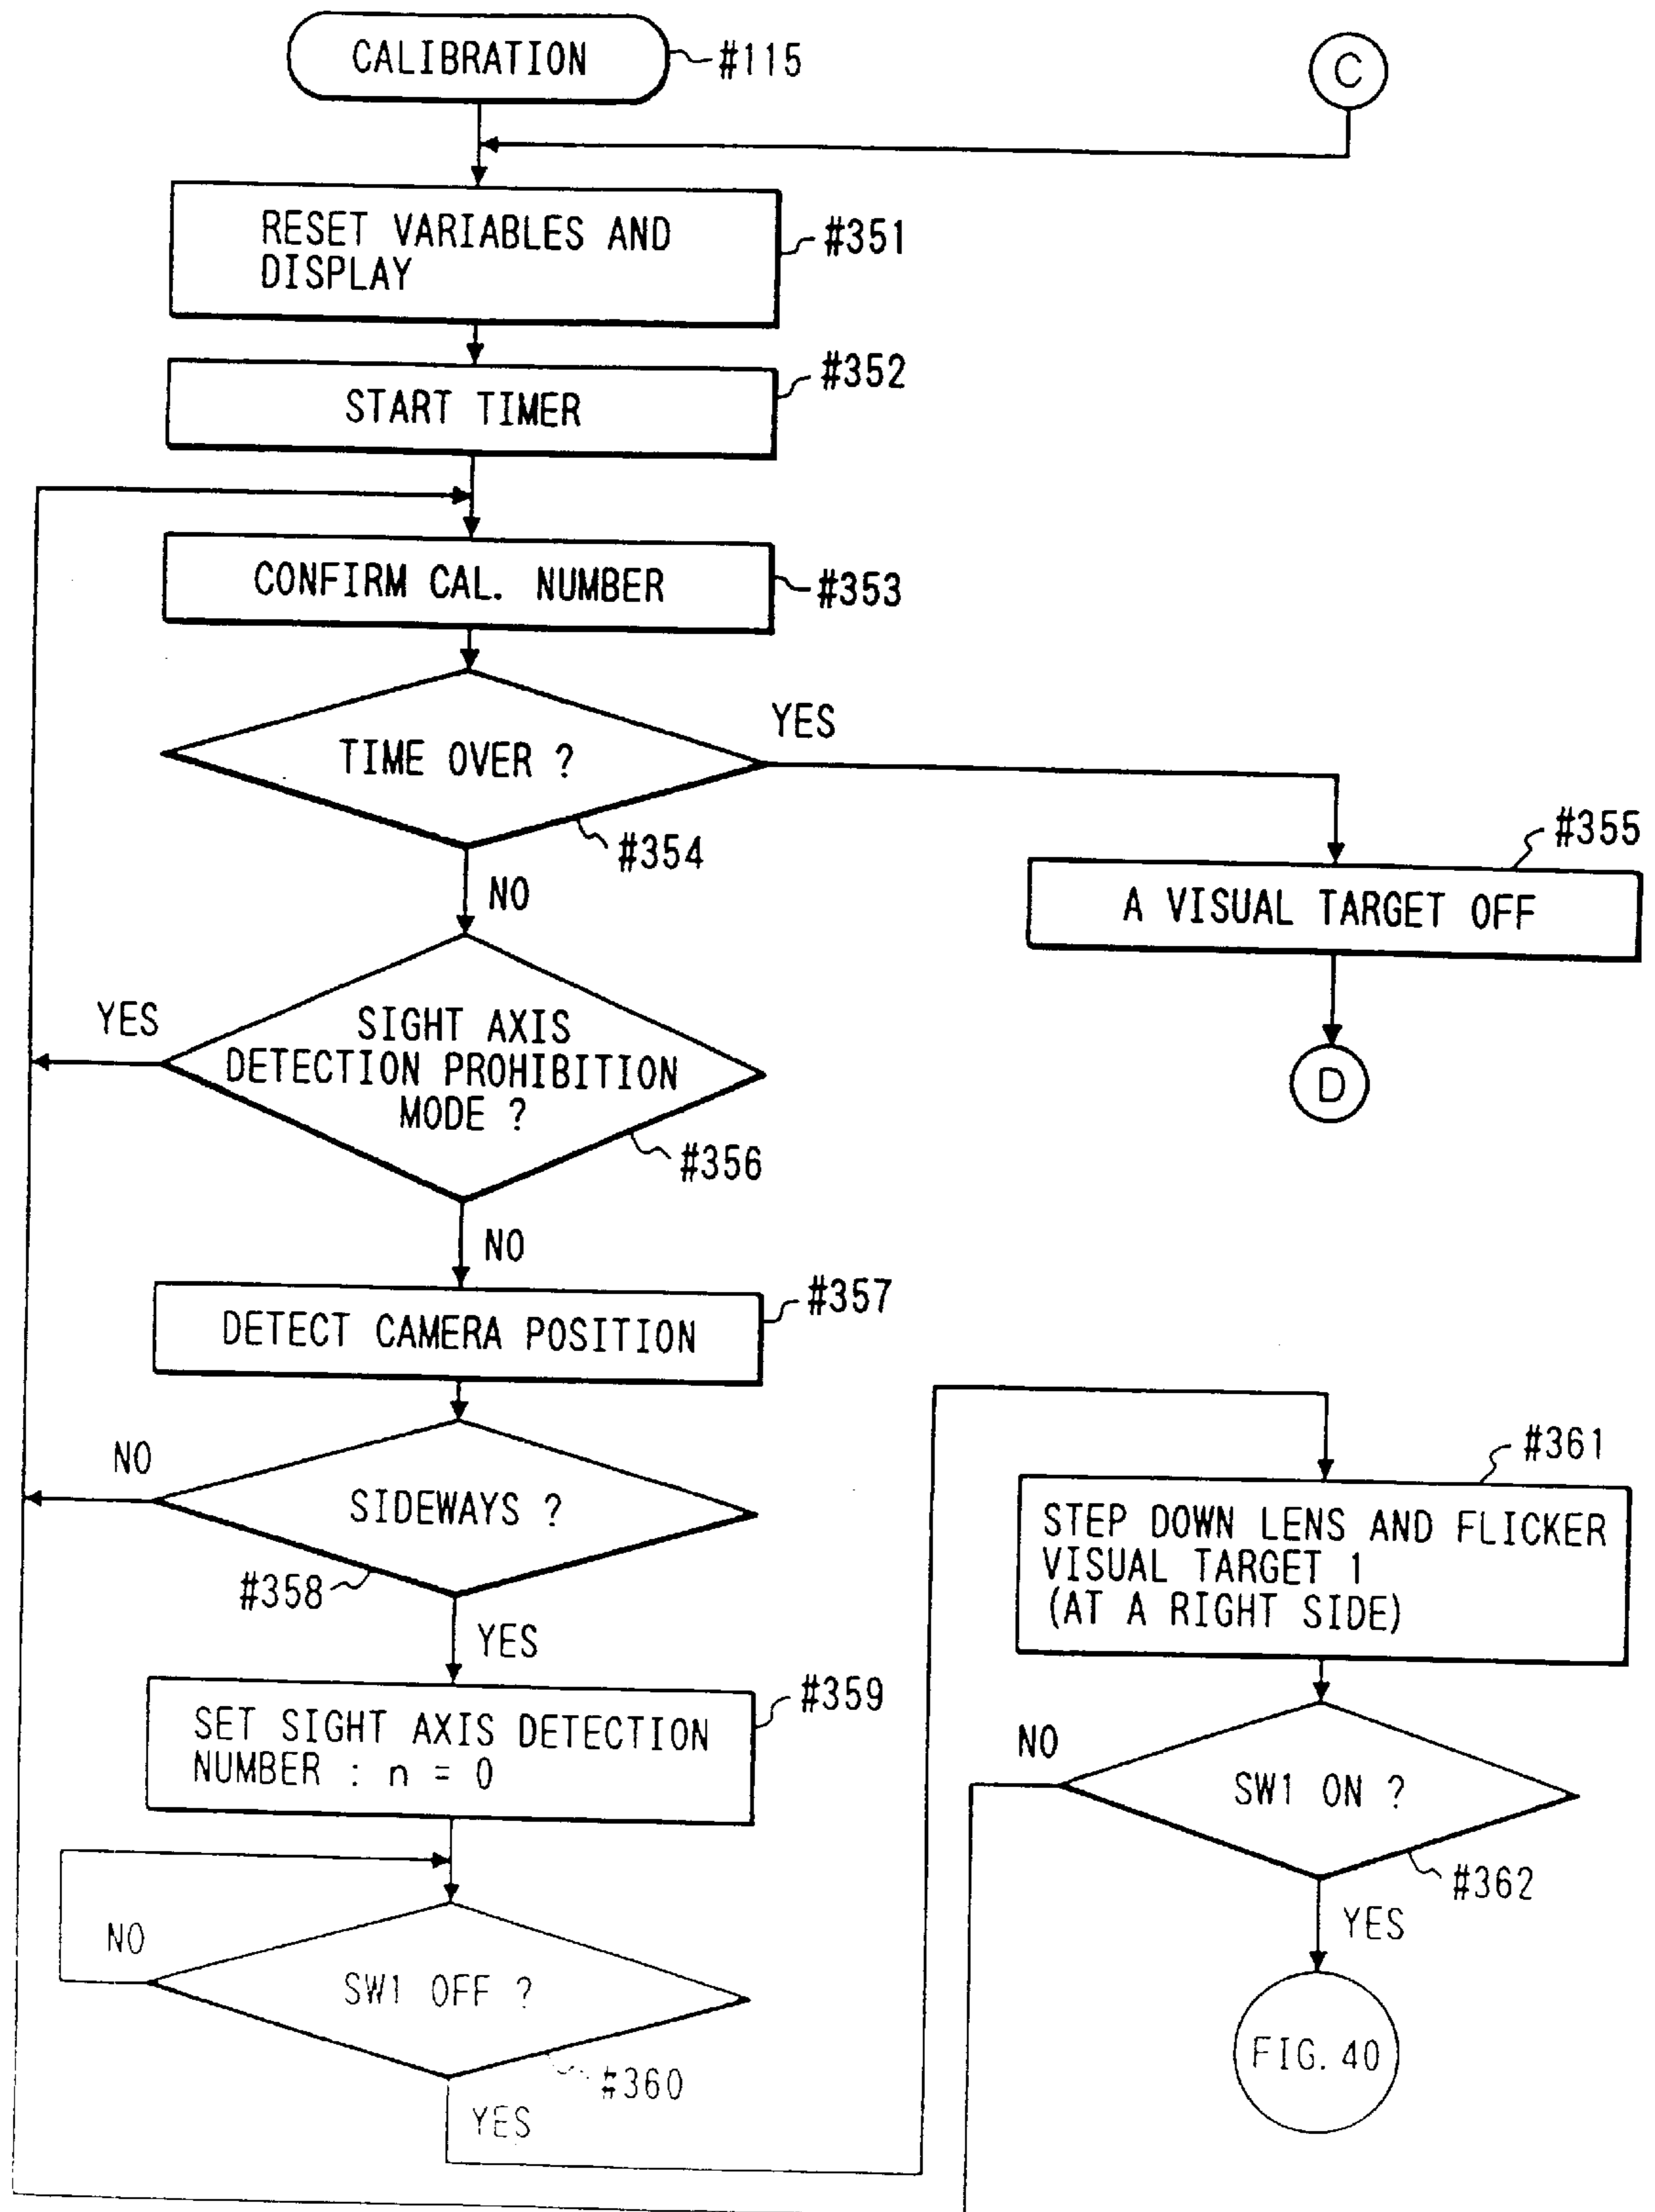 CALIBRATION
#115
C
RESET VARIABLES AND
DISPLAY
#351
START TIMER
#352
CONFIRM CAL. NUMBER
#353
TIME OVER ?
YES
#354
NO
#355
A VISUAL TARGET OFF
D
YES
SIGHT AXIS
DETECTION PROHIBITION
MODE ?
#356
NO
DETECT CAMERA POSITION
#357
NO
SIDEWAYS ?
#358
YES
SET SIGHT AXIS DETECTION
NUMBER : n = 0
#359
NO
SW1 OFF ?
#360
YES
#361
STEP DOWN LENS AND FLICKER
VISUAL TARGET 1
(AT A RIGHT SIDE)
NO
SW1 ON ?
#362
YES
FIG. 40